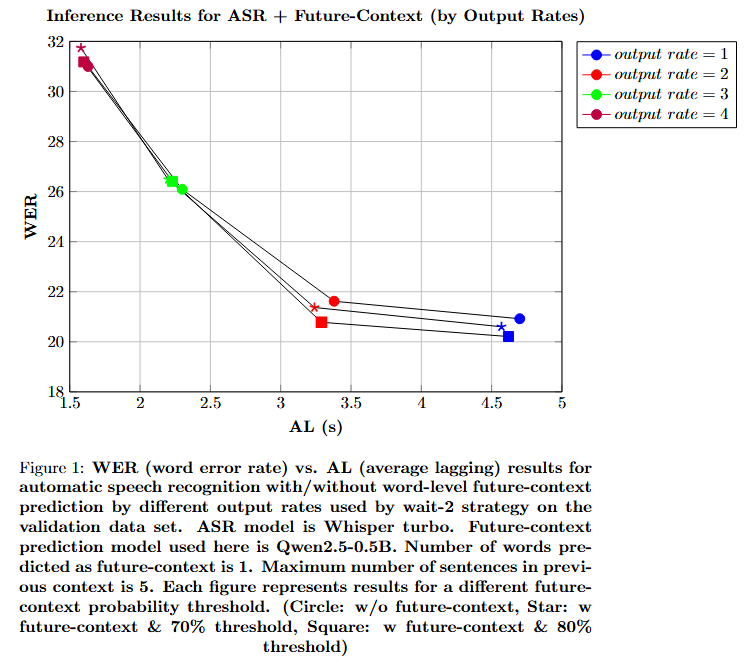 Inference Results for ASR + Future-Context (by Output Rates)
32
30
28
26
24
22
20
18
WER
1.5 2 2.5 3 3.5 4 4.5 5
AL (s)
output rate = 1
output rate = 2
output rate = 3
output rate = 4
Figure 1: WER (word error rate) vs. AL (average lagging) results for
automatic speech recognition with/without word-level future-context
prediction by different output rates used by wait-2 strategy on the
validation data set. ASR model is Whisper turbo. Future-context
prediction model used here is Qwen2.5-0.5B. Number of words pre-
dicted as future-context is 1. Maximum number of sentences in previ-
ous context is 5. Each figure represents results for a different future-
context probability threshold. (Circle: w/o future-context, Star: w
future-context & 70% threshold, Square: w future-context & 80%
threshold)